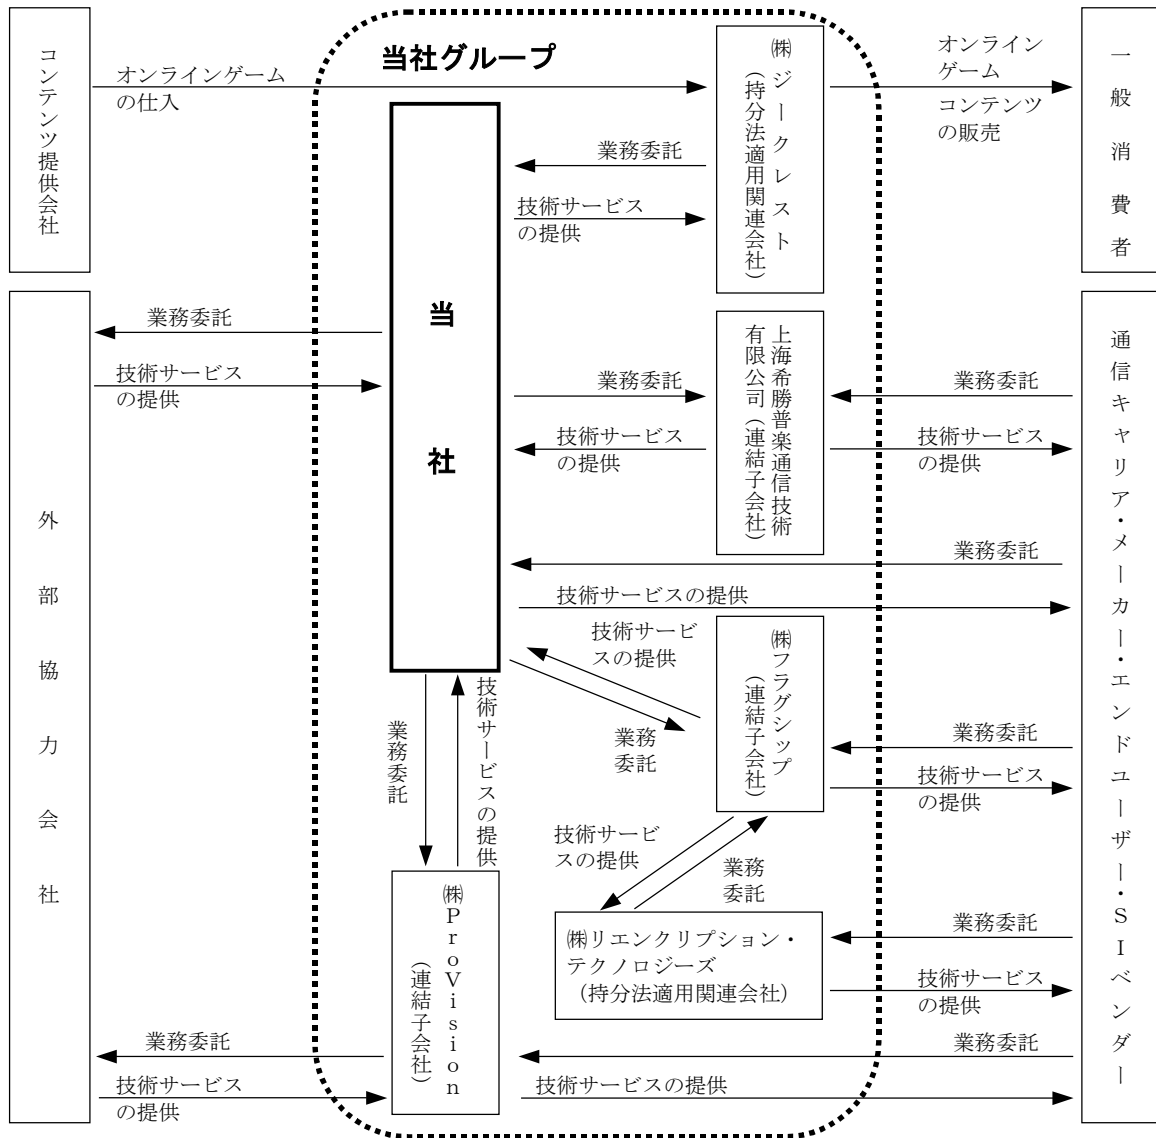 コンテンツ提供会社
オンラインゲーム
の仕入
当社グループ
㈱ジークレスト
(持分法適用関連会社)
オンライン
ゲーム
コンテンツ
の販売
一般消費者
業務委託
技術サービス
の提供
当社
外部協力会社
業務委託
技術サービス
の提供
業務委託
技術サービス
の提供
上海希勝普楽通信技術
有限公司(連結子会社)
業務委託
技術サービス
の提供
通信キャリア・メーカー・エンドユーザー・SIベンダー
業務委託
技術サービスの提供
技術サービ
スの提供
業務
委託
㈱フラグシップ
(連結子会社)
業務委託
技術サービス
の提供
業務委託
技術サービスの提供
技術サービ
スの提供
業務
委託
㈱リエンクリプション・
テクノロジーズ
(持分法適用関連会社)
業務委託
技術サービス
の提供
㈱ProVision
(連結子会社)
業務委託
技術サービス
の提供
業務委託
技術サービスの提供